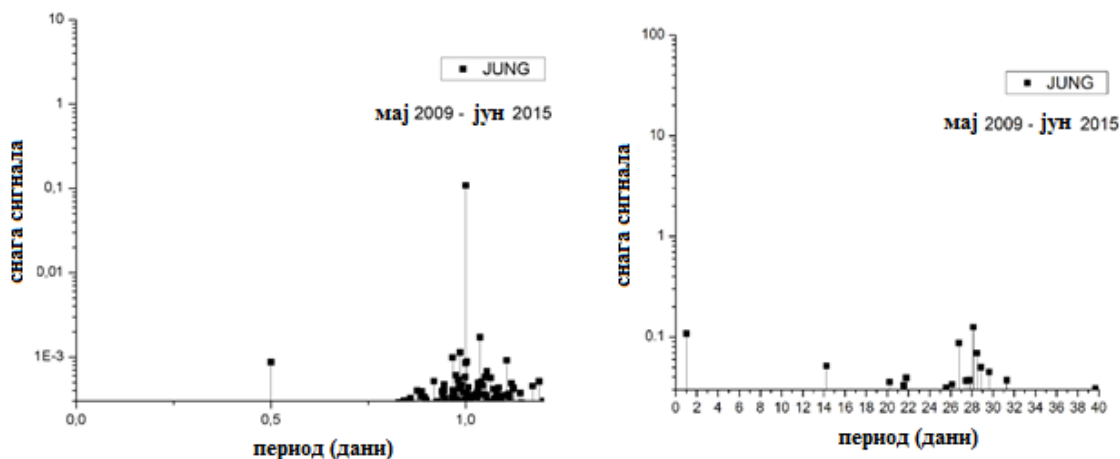 10
1
0,1
0,01
1E-3
снага сигнала
JUNG
мај 2009 - јун 2015
0,0
0,5
1,0
период (дани)
100
10
1
0.1
снага сигнала
JUNG
мај 2009 - јун 2015
0 2 4 6 8 10 12 14 16 18 20 22 24 26 28 30 32 34 36 38 40
период (дани)